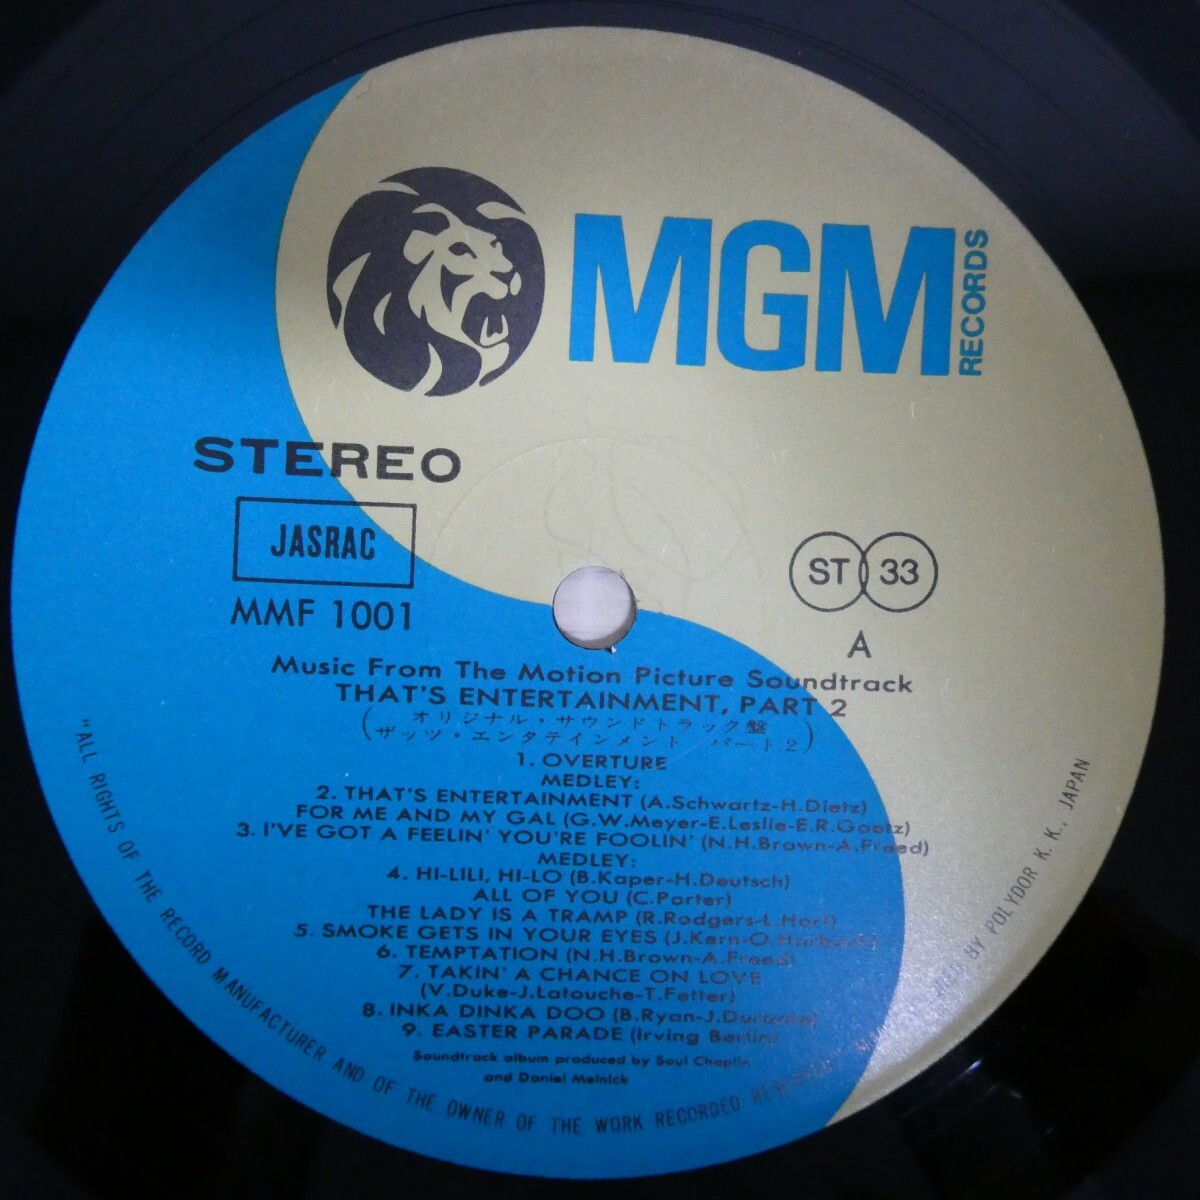 MGM
RECORDS
STEREO
JASRAC
MMF 1001
ST 33
A
Music From The Motion Picture Soundtrack
THAT'S ENTERTAINMENT, PART 2
(オリジナル・サウンドトラック盤
ザッツ・エンタテインメント パート2)
1. OVERTURE
MEDLEY:
2. THAT'S ENTERTAINMENT (A.Schwartz-H.Dietz)
FOR ME AND MY GAL (G.W.Meyer-E.Leslie-E.R.Goetz)
3. I'VE GOT A FEELIN' YOU'RE FOOLIN' (N.H.Brown-A.Freed)
MEDLEY:
4. HI-LILI, HI-LO (B.Kaper-H.Deutsch)
ALL OF YOU (C.Porter)
THE LADY IS A TRAMP (R.Rodgers-L.Hart)
5. SMOKE GETS IN YOUR EYES (J.Kern-O.Harbach)
6. TEMPTATION (N.H.Brown-A.Freed)
7. TAKIN' A CHANCE ON LOVE
(V.Duke-J.Latouche-T.Fetter)
8. INKA DINKA DOO (B.Ryan-J.Durante)
9. EASTER PARADE (Irving Berlin)
Soundtrack album produced by Saul Chaplin
and Daniel Melnick
"ALL RIGHTS OF THE RECORD MANUFACTURER AND OF THE OWNER OF THE WORK RECORDED RESERVED" BY POLYDOR K. K., JAPAN